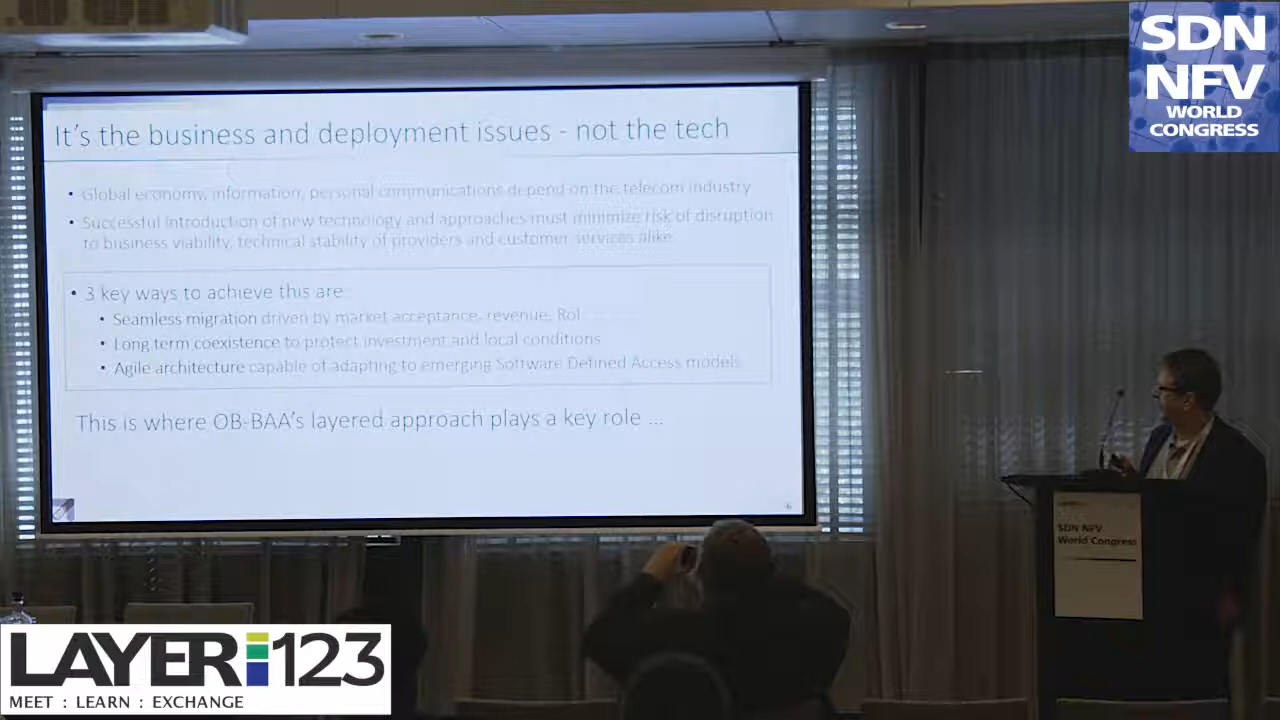 SDN
NFV
WORLD
CONGRESS
It's the business and deployment issues - not the tech
• Global economy, information, personal communications depend on the telecom industry
• Successful introduction of new technology and approaches must minimize risk of disruption
to business viability, technical stability of providers and customer services alike
• 3 key ways to achieve this are:
• Seamless migration driven by market acceptance, revenue, RoI
• Long term coexistence to protect investment and local conditions
• Agile architecture capable of adapting to emerging Software Defined Access models
This is where OB-BAA's layered approach plays a key role ...
6
SDN NFV
World Congress
LAYER 123
MEET : LEARN : EXCHANGE